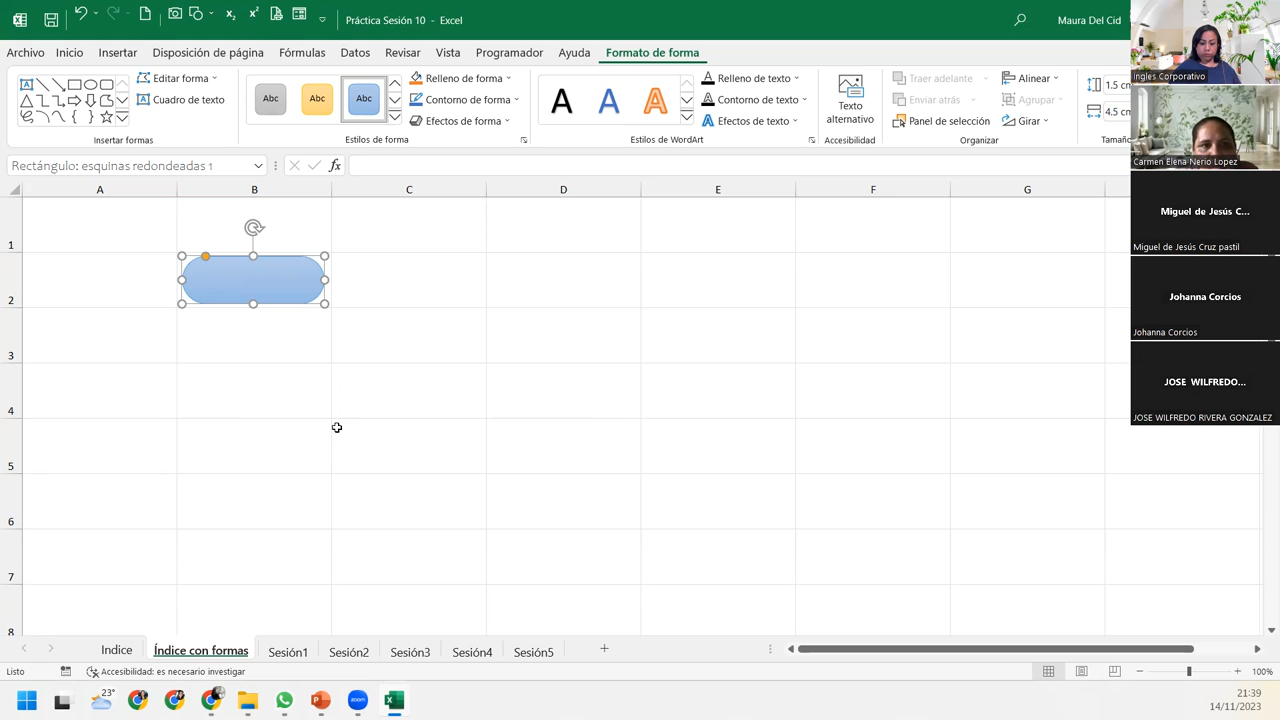 Práctica Sesión 10 - Excel
Maura Del Cid
Archivo Inicio Insertar Disposición de página Fórmulas Datos Revisar Vista Programador Ayuda Formato de forma
Editar forma
Cuadro de texto
Insertar formas
Abc Abc Abc
Relleno de forma
Contorno de forma
Efectos de forma
Estilos de forma
A A A
Relleno de texto
Contorno de texto
Efectos de texto
Estilos de WordArt
Texto
alternativo
Accesibilidad
Traer adelante
Enviar atrás
Panel de selección
Alinear
Agrupar
Girar
Organizar
1.5 cm
4.5 cm
Tamaño
Rectángulo: esquinas redondeadas 1
fx
A B C D E F G
1
2
3
4
5
6
7
8
Ingles Corporativo
Carmen Elena Nerio Lopez
Miguel de Jesús C...
Miguel de Jesús Cruz pastil
Johanna Corcios
Johanna Corcios
JOSE WILFREDO...
JOSE WILFREDO RIVERA GONZALEZ
Indice Índice con formas Sesión1 Sesión2 Sesión3 Sesión4 Sesión5
Listo
Accesibilidad: es necesario investigar
100%
23°
zoom
21:39
14/11/2023